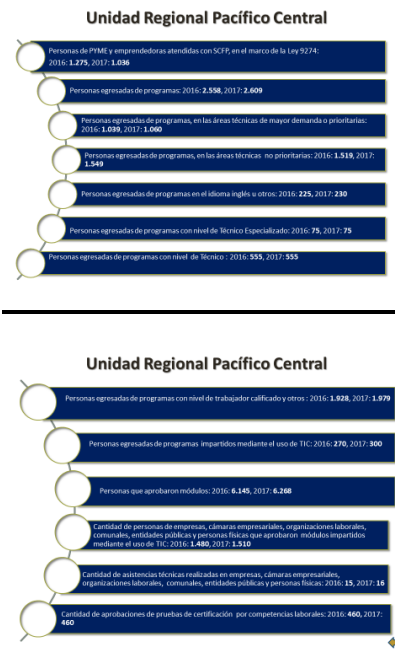 Unidad Regional Pacífico Central
Personas de PYME y emprendedoras atendidas con SCFP, en el marco de la Ley 9274:
2016: 1.275, 2017: 1.036
Personas egresadas de programas: 2016: 2.558, 2017: 2.609
Personas egresadas de programas, en las áreas técnicas de mayor demanda o prioritarias:
2016: 1.039, 2017: 1.060
Personas egresadas de programas, en las áreas técnicas no prioritarias: 2016: 1.519, 2017:
1.549
Personas egresadas de programas en el idioma inglés u otros: 2016: 225, 2017: 230
Personas egresadas de programas con nivel de Técnico Especializado: 2016: 75, 2017: 75
Personas egresadas de programas con nivel de Técnico : 2016: 555, 2017: 555
Unidad Regional Pacífico Central
Personas egresadas de programas con nivel de trabajador calificado y otros : 2016: 1.928, 2017: 1.979
Personas egresadas de programas impartidos mediante el uso de TIC: 2016: 270, 2017: 300
Personas que aprobaron módulos: 2016: 6.145, 2017: 6.268
Cantidad de personas de empresas, cámaras empresariales, organizaciones laborales,
comunales, entidades públicas y personas físicas que aprobaron módulos impartidos
mediante el uso de TIC: 2016: 1.480, 2017: 1.510
Cantidad de asistencias técnicas realizadas en empresas, cámaras empresariales,
organizaciones laborales, comunales, entidades públicas y personas físicas: 2016: 15, 2017: 16
Cantidad de aprobaciones de pruebas de certificación por competencias laborales: 2016: 460, 2017:
460